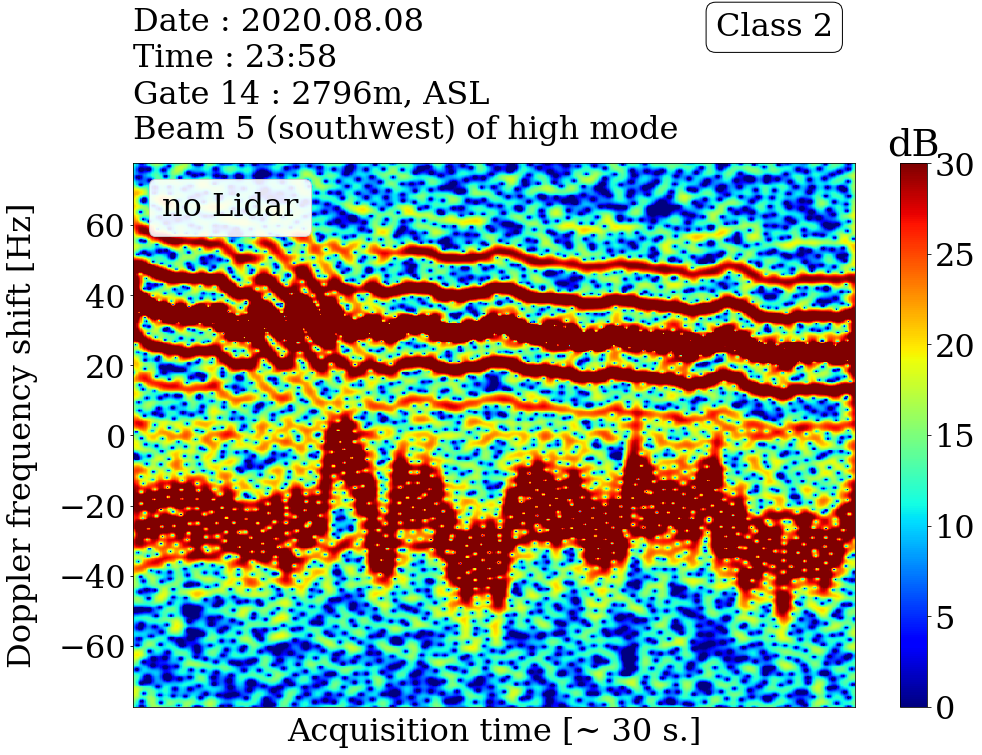 Date : 2020.08.08
Time : 23:58
Gate 14 : 2796m, ASL
Beam 5 (southwest) of high mode
Class 2
dB
no Lidar
Doppler frequency shift [Hz]
60
40
20
0
−20
−40
−60
30
25
20
15
10
5
0
Acquisition time [~ 30 s.]